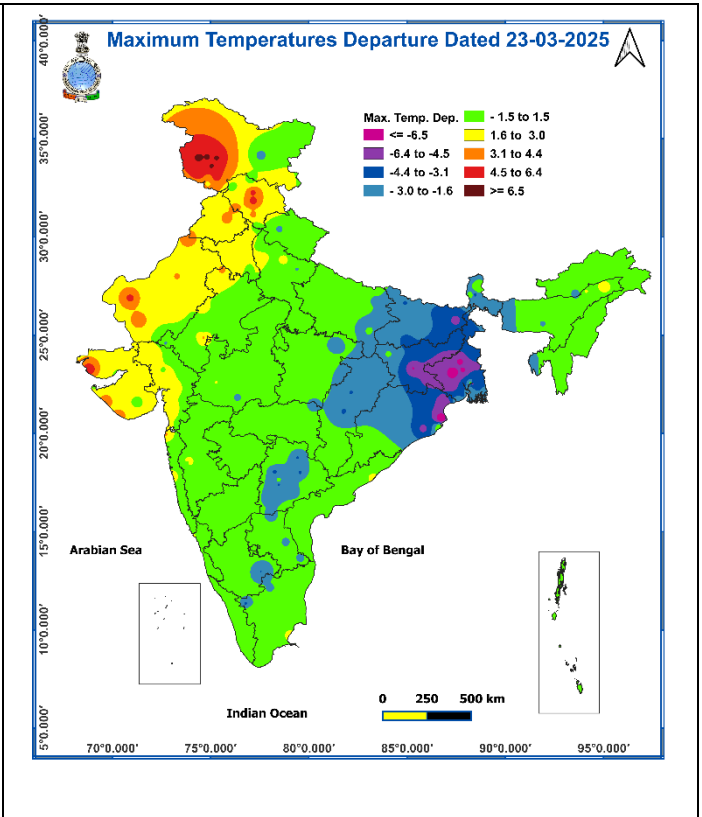 Maximum Temperatures Departure Dated 23-03-2025
Max. Temp. Dep.
<= -6.5
-6.4 to -4.5
-4.4 to -3.1
- 3.0 to -1.6
- 1.5 to 1.5
1.6 to 3.0
3.1 to 4.4
4.5 to 6.4
>= 6.5
40°0.000′
35°0.000′
30°0.000′
25°0.000′
20°0.000′
15°0.000′
10°0.000′
5°0.000′
Arabian Sea
Bay of Bengal
Indian Ocean
0 250 500 km
70°0.000′ 75°0.000′ 80°0.000′ 85°0.000′ 90°0.000′ 95°0.000′